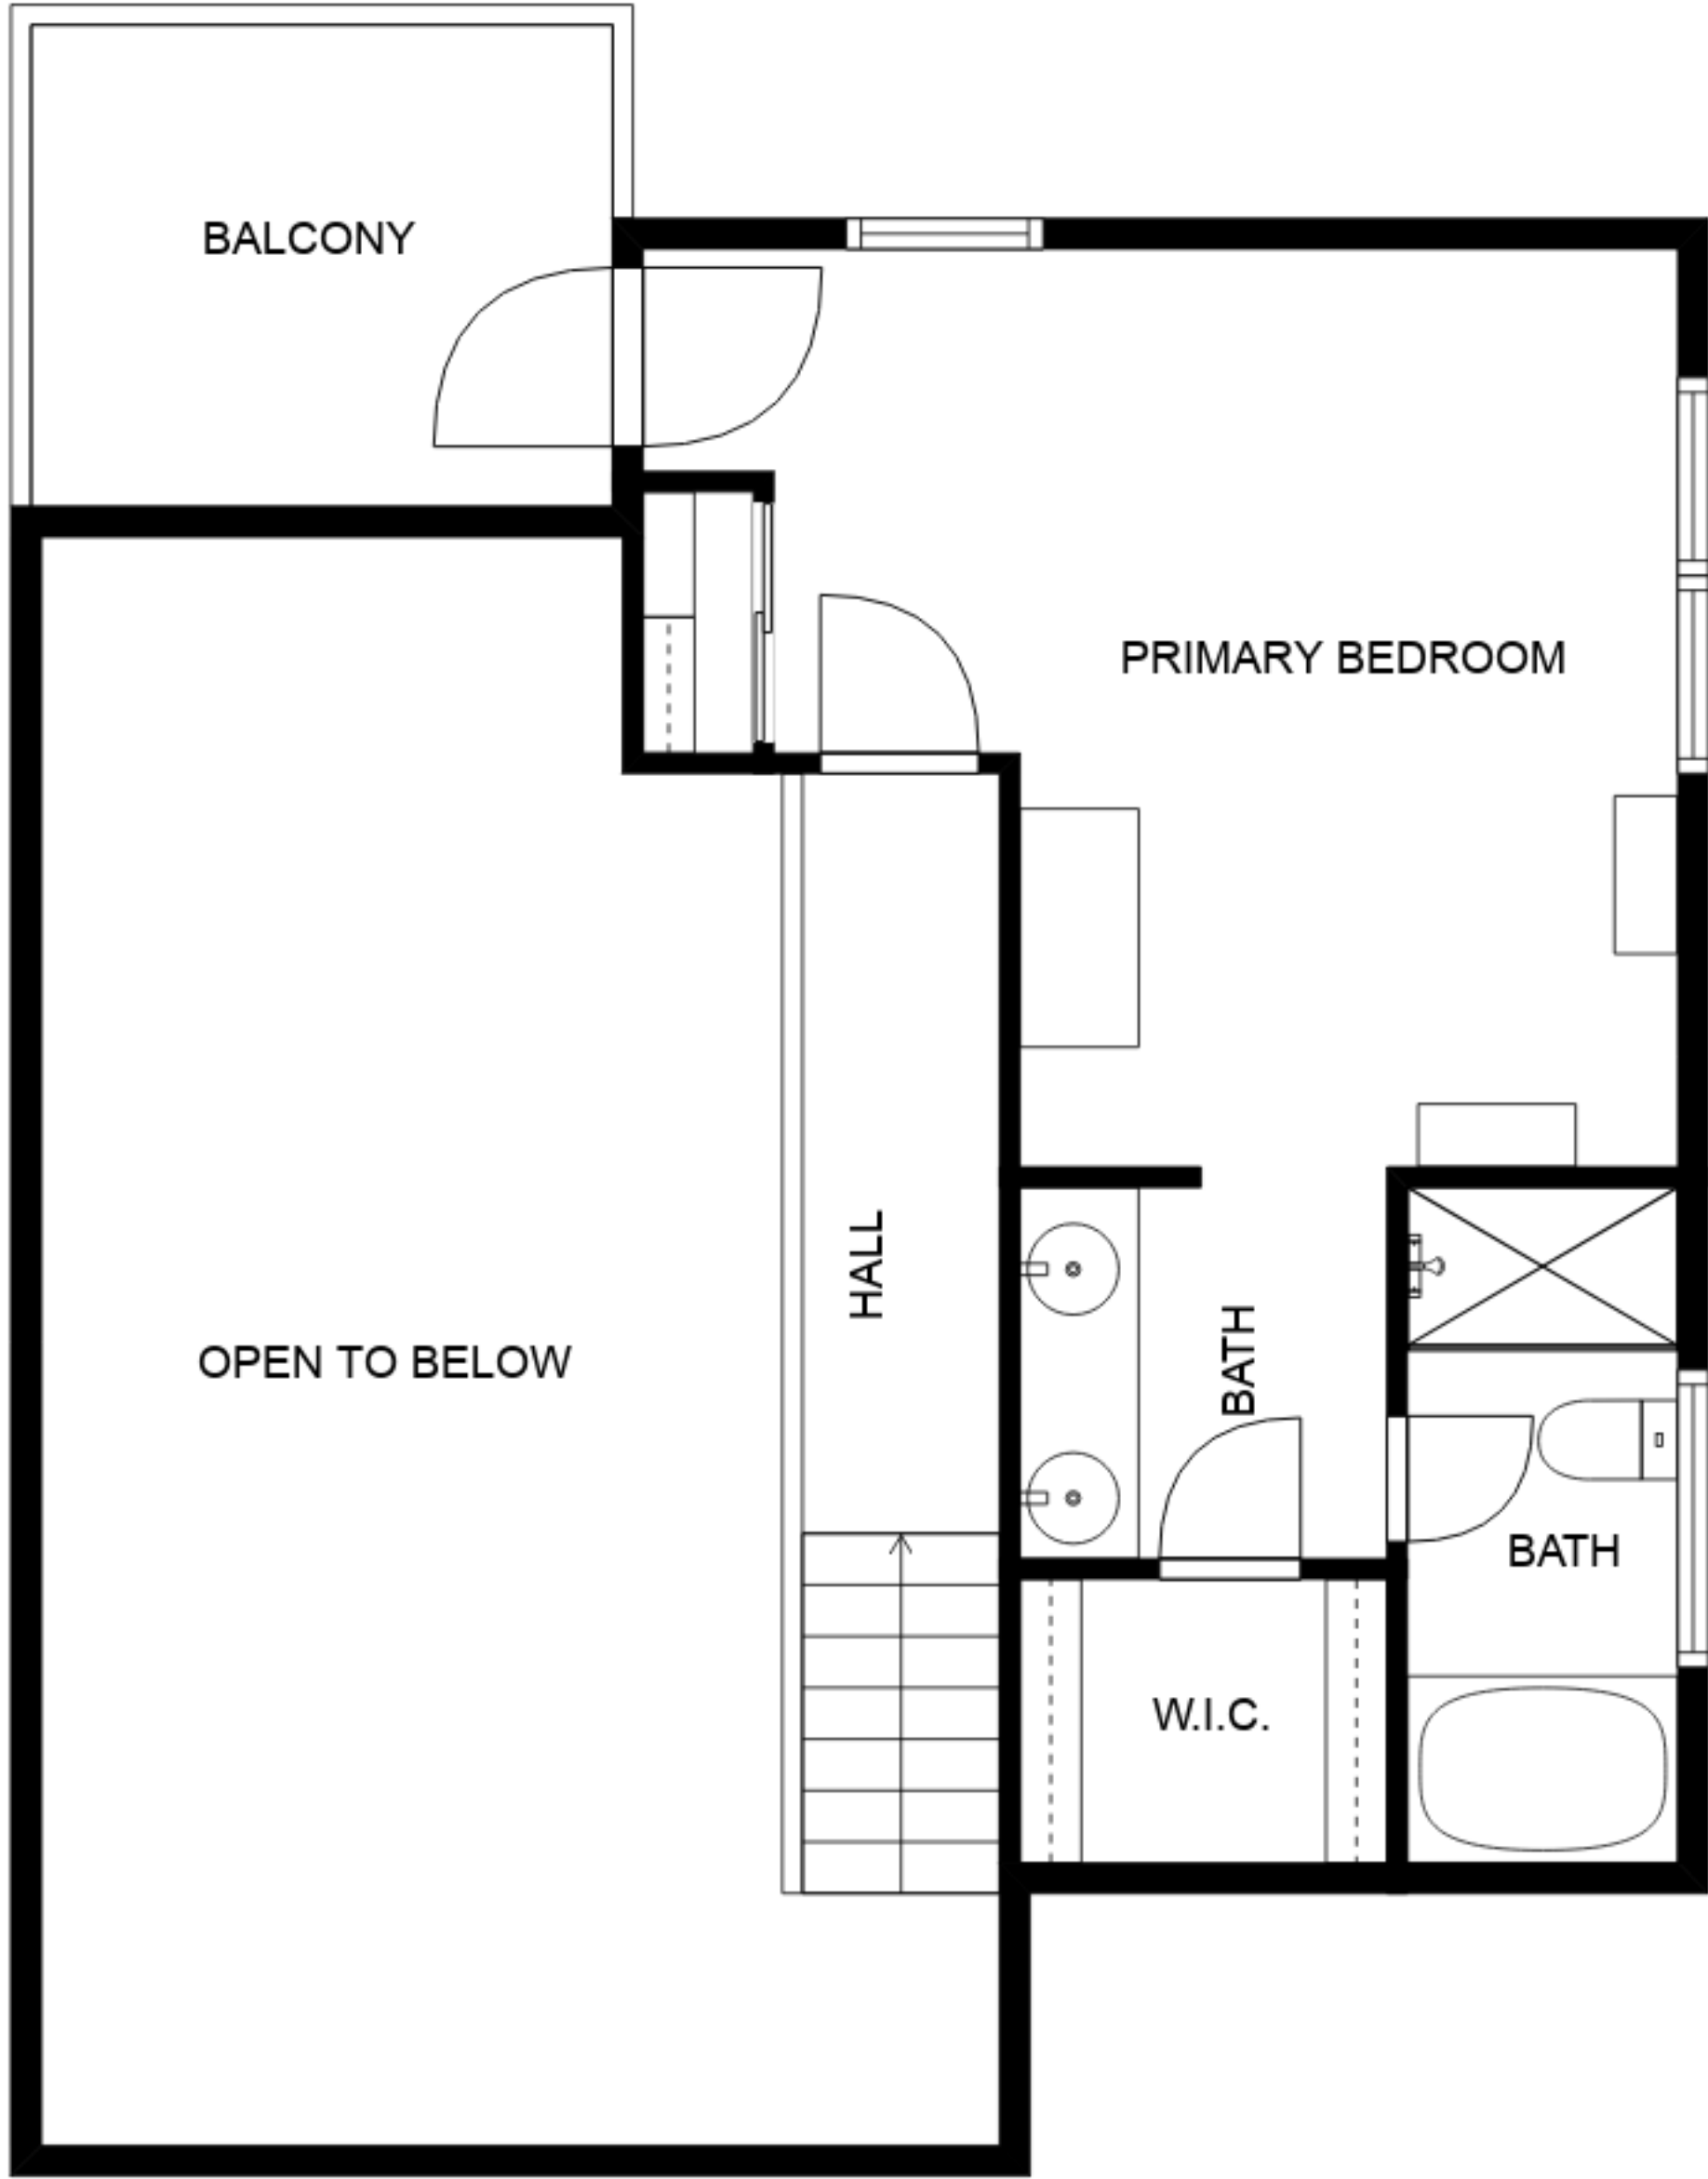 BALCONY
PRIMARY BEDROOM
HALL
BATH
OPEN TO BELOW
BATH
W.I.C.